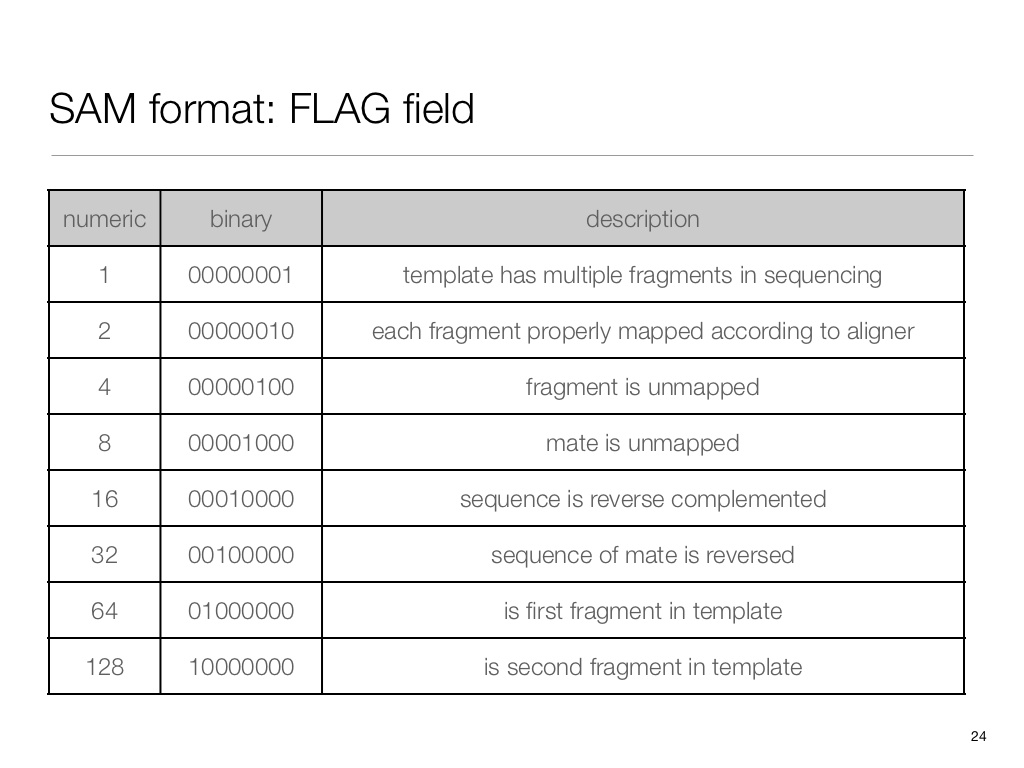 SAM format: FLAG field
numeric binary description
1 00000001 template has multiple fragments in sequencing
2 00000010 each fragment properly mapped according to aligner
4 00000100 fragment is unmapped
8 00001000 mate is unmapped
16 00010000 sequence is reverse complemented
32 00100000 sequence of mate is reversed
64 01000000 is first fragment in template
128 10000000 is second fragment in template
24